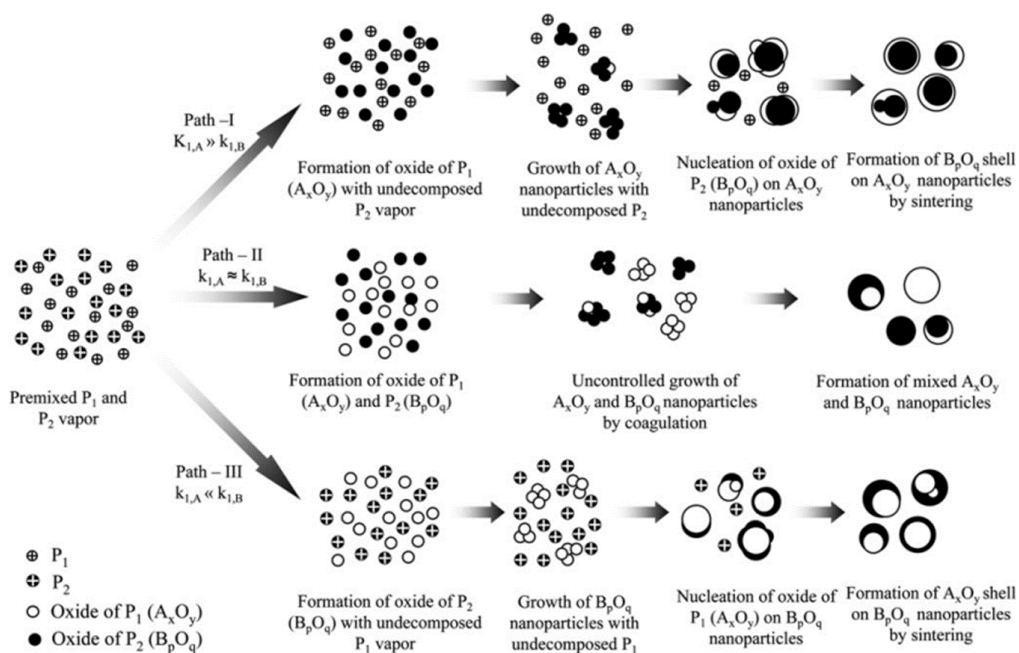 Path –I
K1,A » k1,B
Formation of oxide of P1
(AxOy) with undecomposed
P2 vapor
Growth of AxOy
nanoparticles with
undecomposed P2
Nucleation of oxide of
P2 (BpOq) on AxOy
nanoparticles
Formation of BpOq shell
on AxOy nanoparticles
by sintering
Premixed P1 and
P2 vapor
Path – II
k1,A ≈ k1,B
Formation of oxide of P1
(AxOy) and P2 (BpOq)
Uncontrolled growth of
AxOy and BpOq nanoparticles
by coagulation
Formation of mixed AxOy
and BpOq nanoparticles
Path – III
k1,A « k1,B
Formation of oxide of P2
(BpOq) with undecomposed
P1 vapor
Growth of BpOq
nanoparticles with
undecomposed P1
Nucleation of oxide of
P1 (AxOy) on BpOq
nanoparticles
Formation of AxOy shell
on BpOq nanoparticles
by sintering
P1
P2
Oxide of P1 (AxOy)
Oxide of P2 (BpOq)